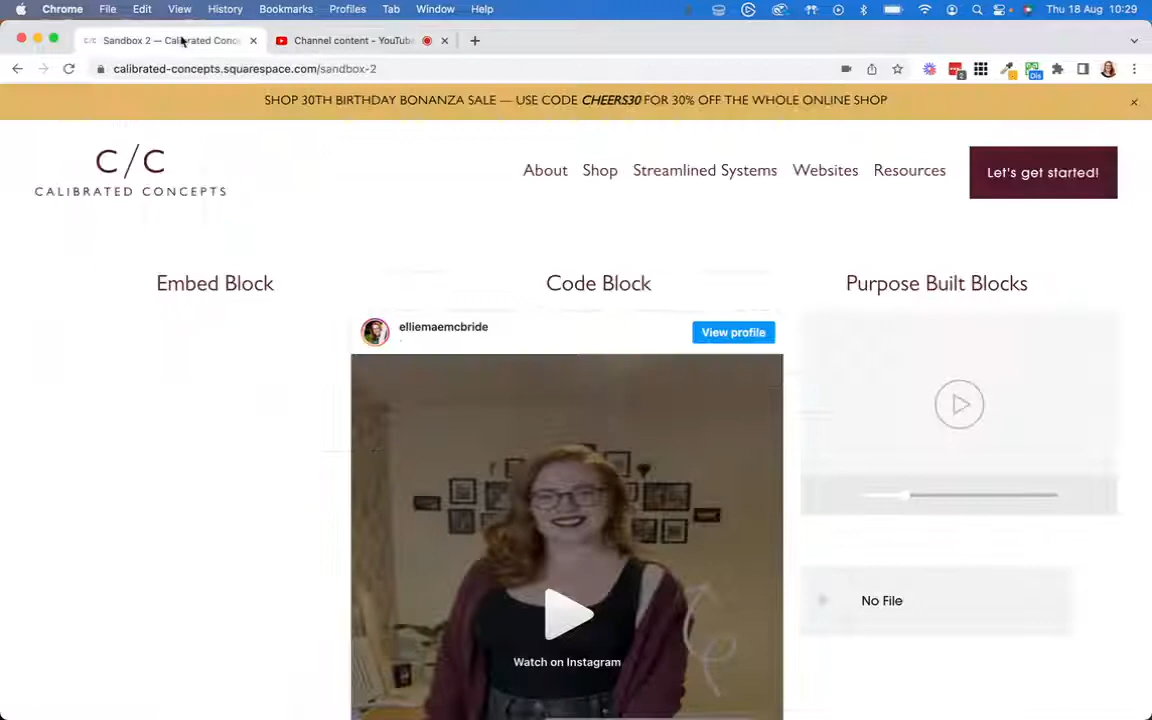 Chrome File Edit View History Bookmarks Profiles Tab Window Help Thu 18 Aug 10:29
C/C Sandbox 2 — Calibrated Conc Channel content – YouTube
calibrated-concepts.squarespace.com/sandbox-2
SHOP 30TH BIRTHDAY BONANZA SALE — USE CODE CHEERS30 FOR 30% OFF THE WHOLE ONLINE SHOP
C/C
CALIBRATED CONCEPTS
About Shop Streamlined Systems Websites Resources Let's get started!
Embed Block Code Block Purpose Built Blocks
elliemaemcbride
View profile
No File
Watch on Instagram